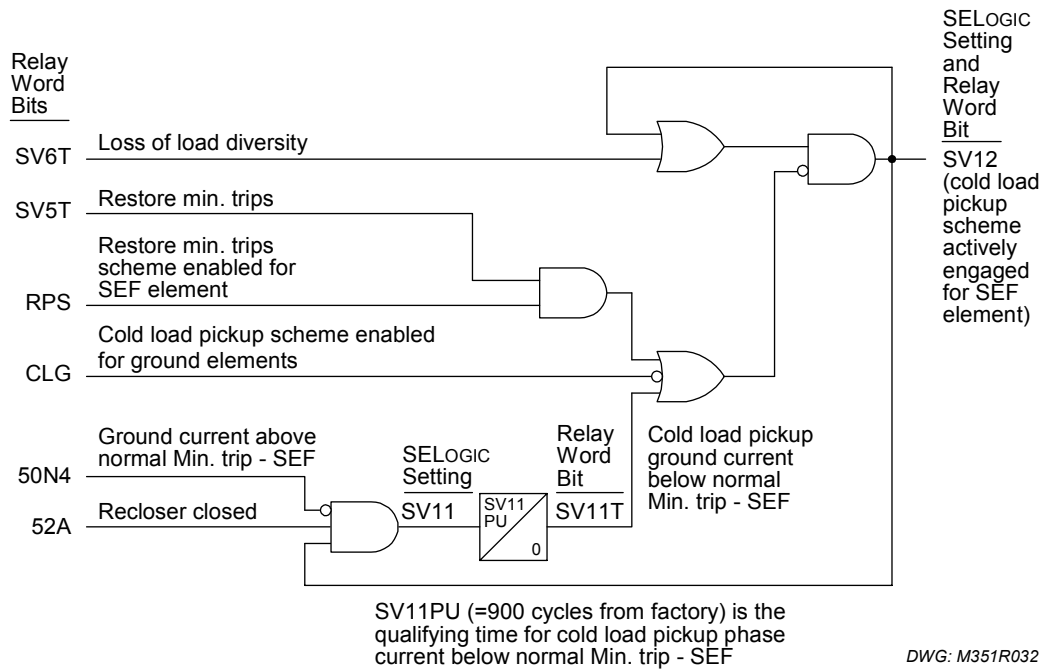 SELOGIC
Setting
and
Relay
Word
Bit
Relay
Word
Bits
SV6T
Loss of load diversity
SV12
(cold load
pickup
scheme
actively
engaged
for SEF
element)
SV5T
Restore min. trips
Restore min. trips
scheme enabled for
SEF element
RPS
Cold load pickup scheme enabled
for ground elements
CLG
Ground current above
normal Min. trip - SEF
50N4
52A
Recloser closed
SELOGIC
Setting
SV11
SV11
PU
0
Relay
Word
Bit
SV11T
Cold load pickup
ground current
below normal
Min. trip - SEF
SV11PU (=900 cycles from factory) is the
qualifying time for cold load pickup phase
current below normal Min. trip - SEF
DWG: M351R032